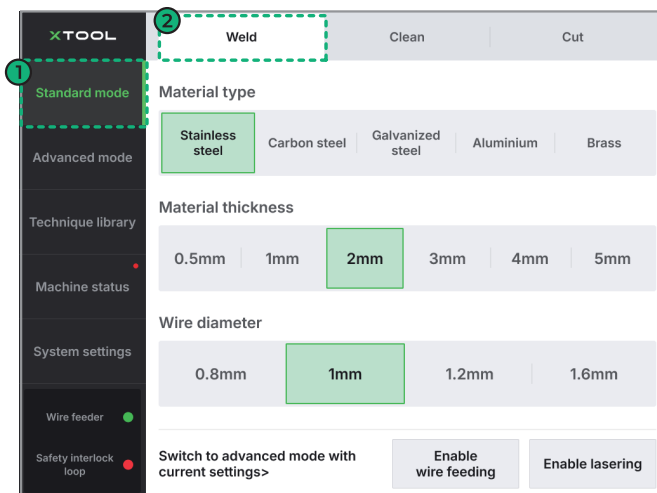 2
XTOOL
Weld
Clean
Cut
1
Standard mode
Advanced mode
Technique library
Machine status
System settings
Wire feeder
Safety interlock
loop
Material type
Stainless
steel
Carbon steel
Galvanized
steel
Aluminium
Brass
Material thickness
0.5mm
1mm
2mm
3mm
4mm
5mm
Wire diameter
0.8mm
1mm
1.2mm
1.6mm
Switch to advanced mode with
current settings>
Enable
wire feeding
Enable lasering